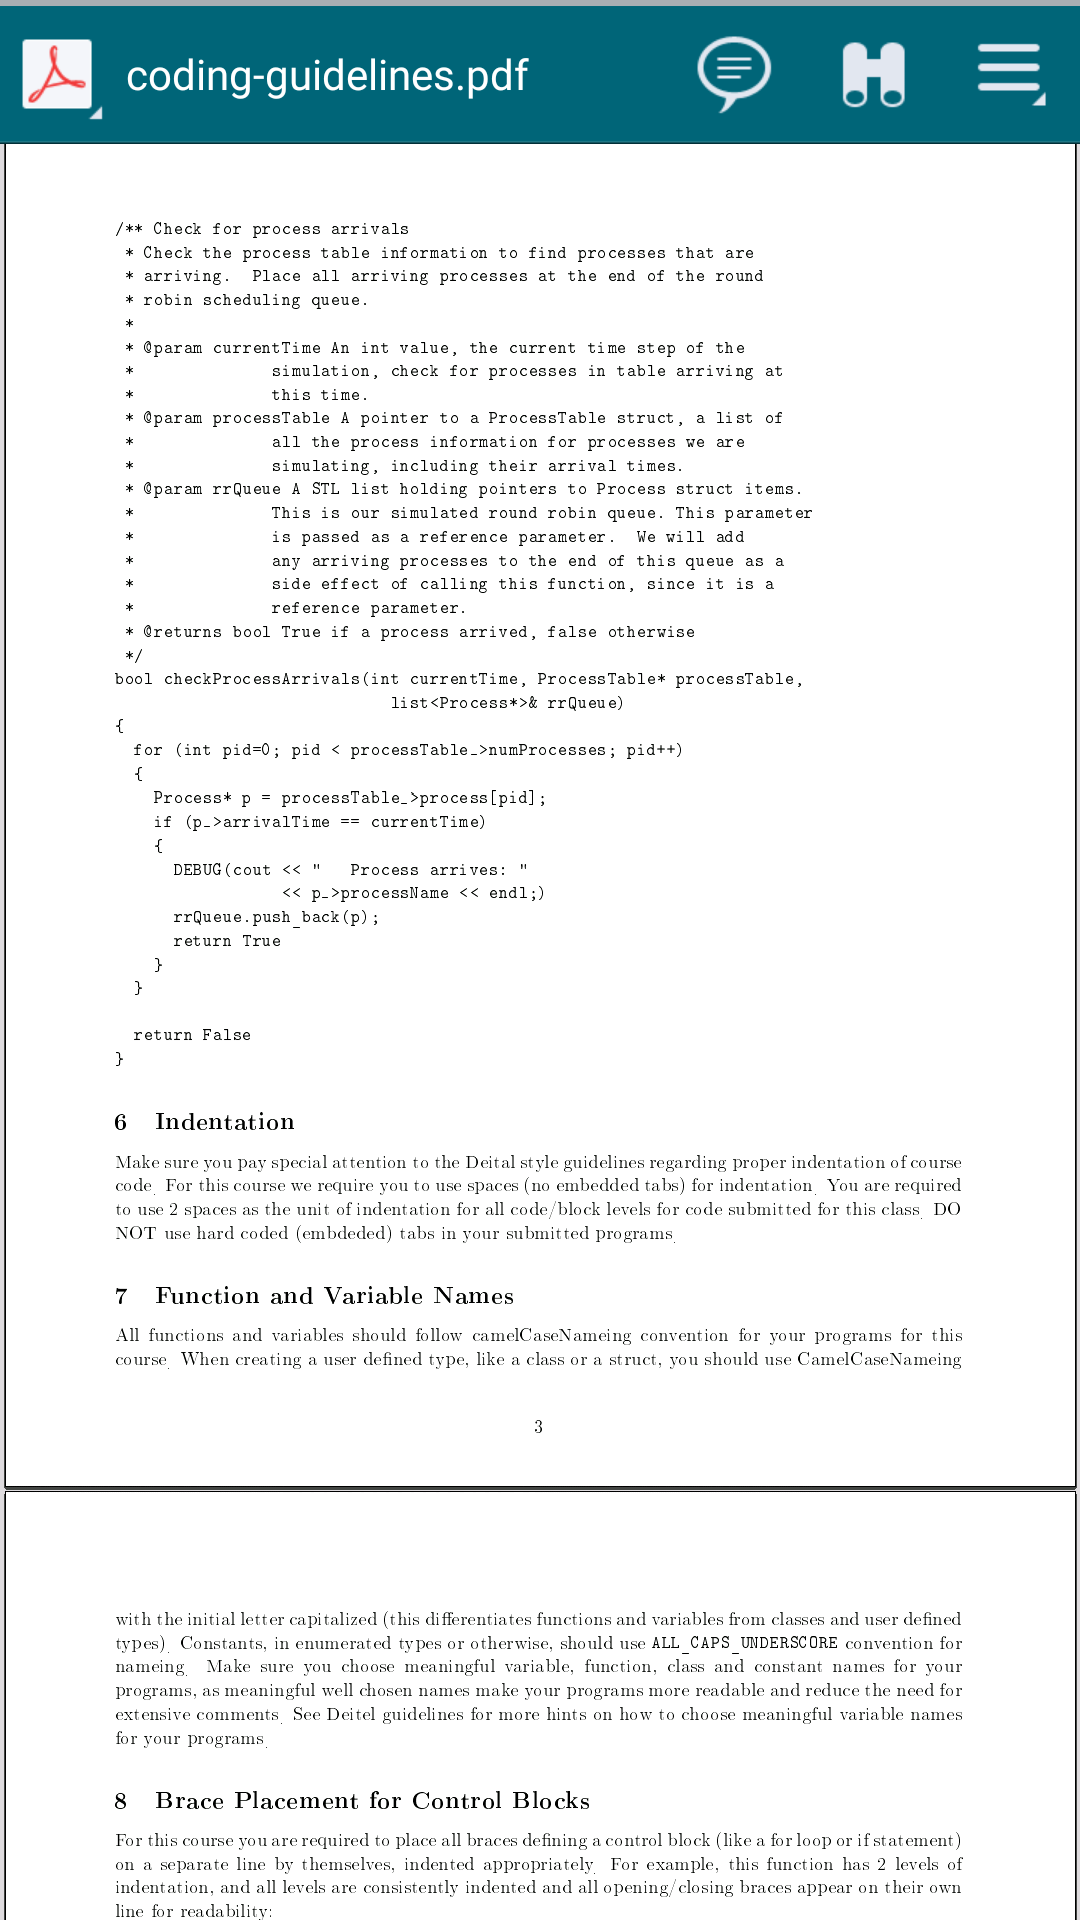 coding-guidelines.pdf
/** Check for process arrivals
 * Check the process table information to find processes that are
 * arriving.  Place all arriving processes at the end of the round
 * robin scheduling queue.
 *
 * @param currentTime An int value, the current time step of the
 *              simulation, check for processes in table arriving at
 *              this time.
 * @param processTable A pointer to a ProcessTable struct, a list of
 *              all the process information for processes we are
 *              simulating, including their arrival times.
 * @param rrQueue A STL list holding pointers to Process struct items.
 *              This is our simulated round robin queue. This parameter
 *              is passed as a reference parameter.  We will add
 *              any arriving processes to the end of this queue as a
 *              side effect of calling this function, since it is a
 *              reference parameter.
 * @returns bool True if a process arrived, false otherwise
 */
bool checkProcessArrivals(int currentTime, ProcessTable* processTable,
                            list<Process*>& rrQueue)
{
  for (int pid=0; pid < processTable->numProcesses; pid++)
  {
    Process* p = processTable->process[pid];
    if (p->arrivalTime == currentTime)
    {
      DEBUG(cout << "   Process arrives: "
                 << p->processName << endl;)
      rrQueue.push_back(p);
      return True
    }
  }
  return False
}
6 Indentation
Make sure you pay special attention to the Deital style guidelines regarding proper indentation of course
code. For this course we require you to use spaces (no embedded tabs) for indentation. You are required
to use 2 spaces as the unit of indentation for all code/block levels for code submitted for this class. DO
NOT use hard coded (embdeded) tabs in your submitted programs.
7 Function and Variable Names
All functions and variables should follow camelCaseNameing convention for your programs for this
course. When creating a user defined type, like a class or a struct, you should use CamelCaseNameing
3
with the initial letter capitalized (this differentiates functions and variables from classes and user defined
types). Constants, in enumerated types or otherwise, should use ALL_CAPS_UNDERSCORE convention for
nameing. Make sure you choose meaningful variable, function, class and constant names for your
programs, as meaningful well chosen names make your programs more readable and reduce the need for
extensive comments. See Deitel guidelines for more hints on how to choose meaningful variable names
for your programs.
8 Brace Placement for Control Blocks
For this course you are required to place all braces defining a control block (like a for loop or if statement)
on a separate line by themselves, indented appropriately. For example, this function has 2 levels of
indentation, and all levels are consistently indented and all opening/closing braces appear on their own
line for readability: